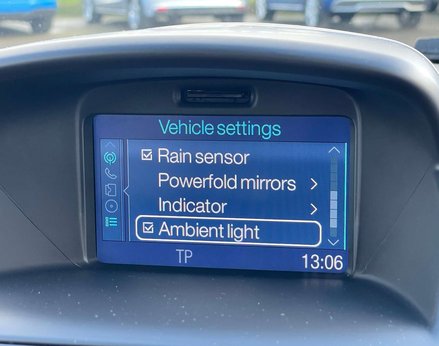 Vehicle settings
Rain sensor
Powerfold mirrors
Indicator
Ambient light
TP
13:06